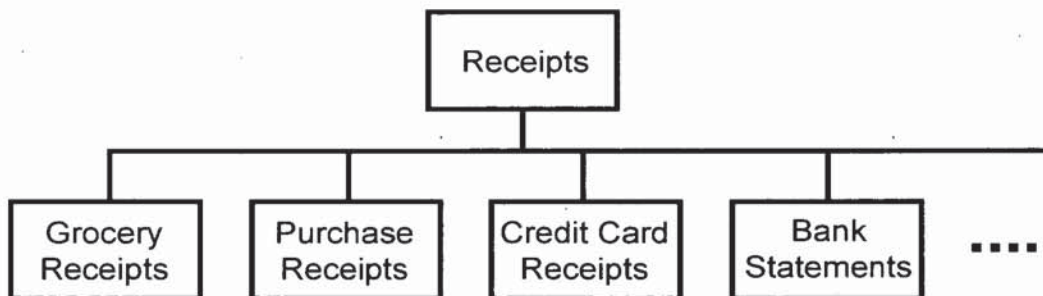 Receipts
Grocery
Receipts
Purchase
Receipts
Credit Card
Receipts
Bank
Statements